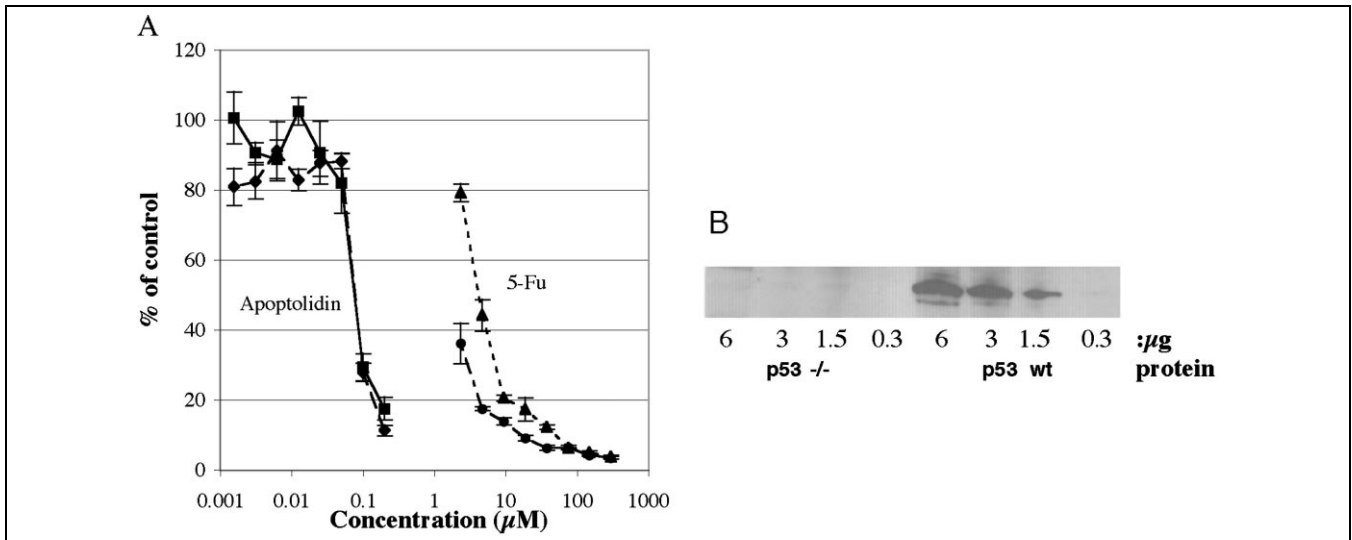 A
120
100
80
60
40
20
0
% of control
Apoptolidin
5-Fu
0.001 0.01 0.1 1 10 100 1000
Concentration (µM)
B
6 3 1.5 0.3 6 3 1.5 0.3 :µg
p53 -/- p53 wt protein